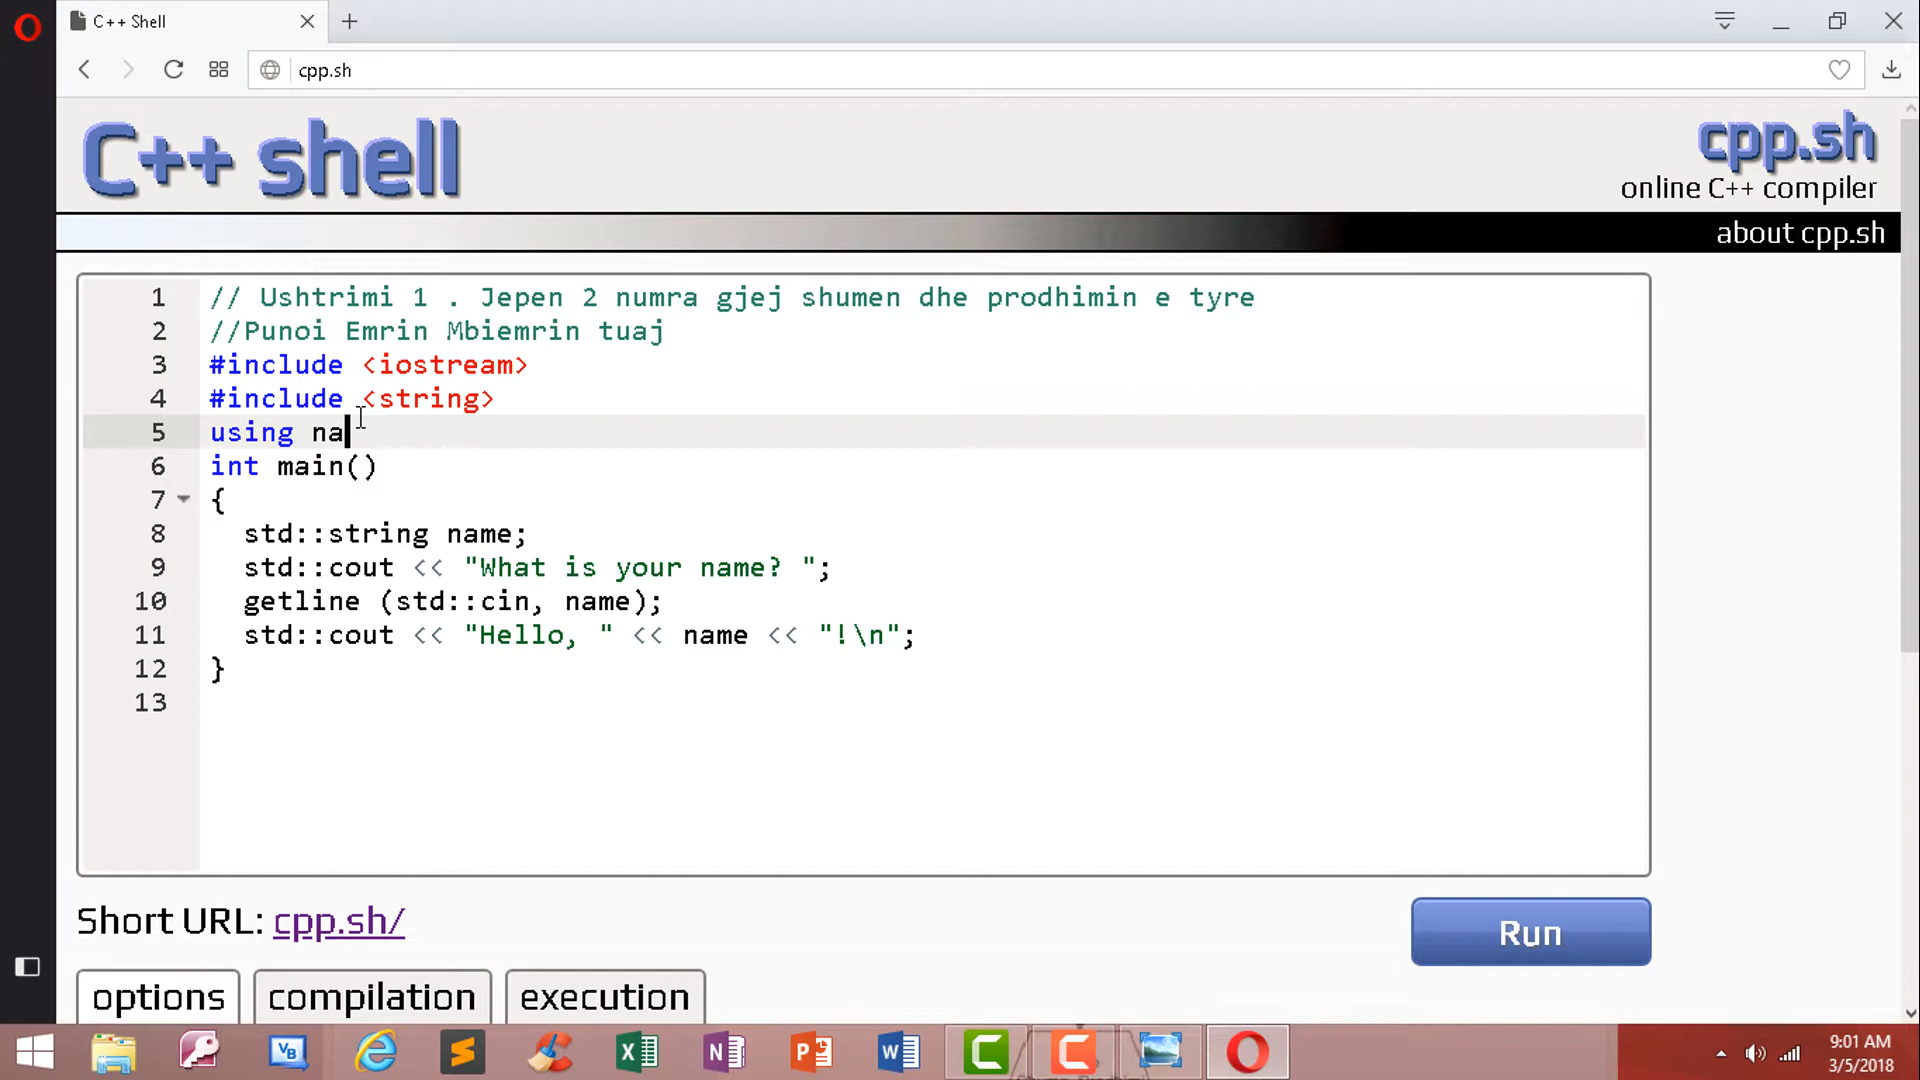 C++ Shell
cpp.sh
C++ shell
cpp.sh
online C++ compiler
about cpp.sh
1 // Ushtrimi 1 . Jepen 2 numra gjej shumen dhe prodhimin e tyre
2 //Punoi Emrin Mbiemrin tuaj
3 #include <iostream>
4 #include <string>
5 using na
6 int main()
7 {
8 std::string name;
9 std::cout << "What is your name? ";
10 getline (std::cin, name);
11 std::cout << "Hello, " << name << "!\n";
12 }
13
Short URL: cpp.sh/
Run
options compilation execution
9:01 AM
3/5/2018